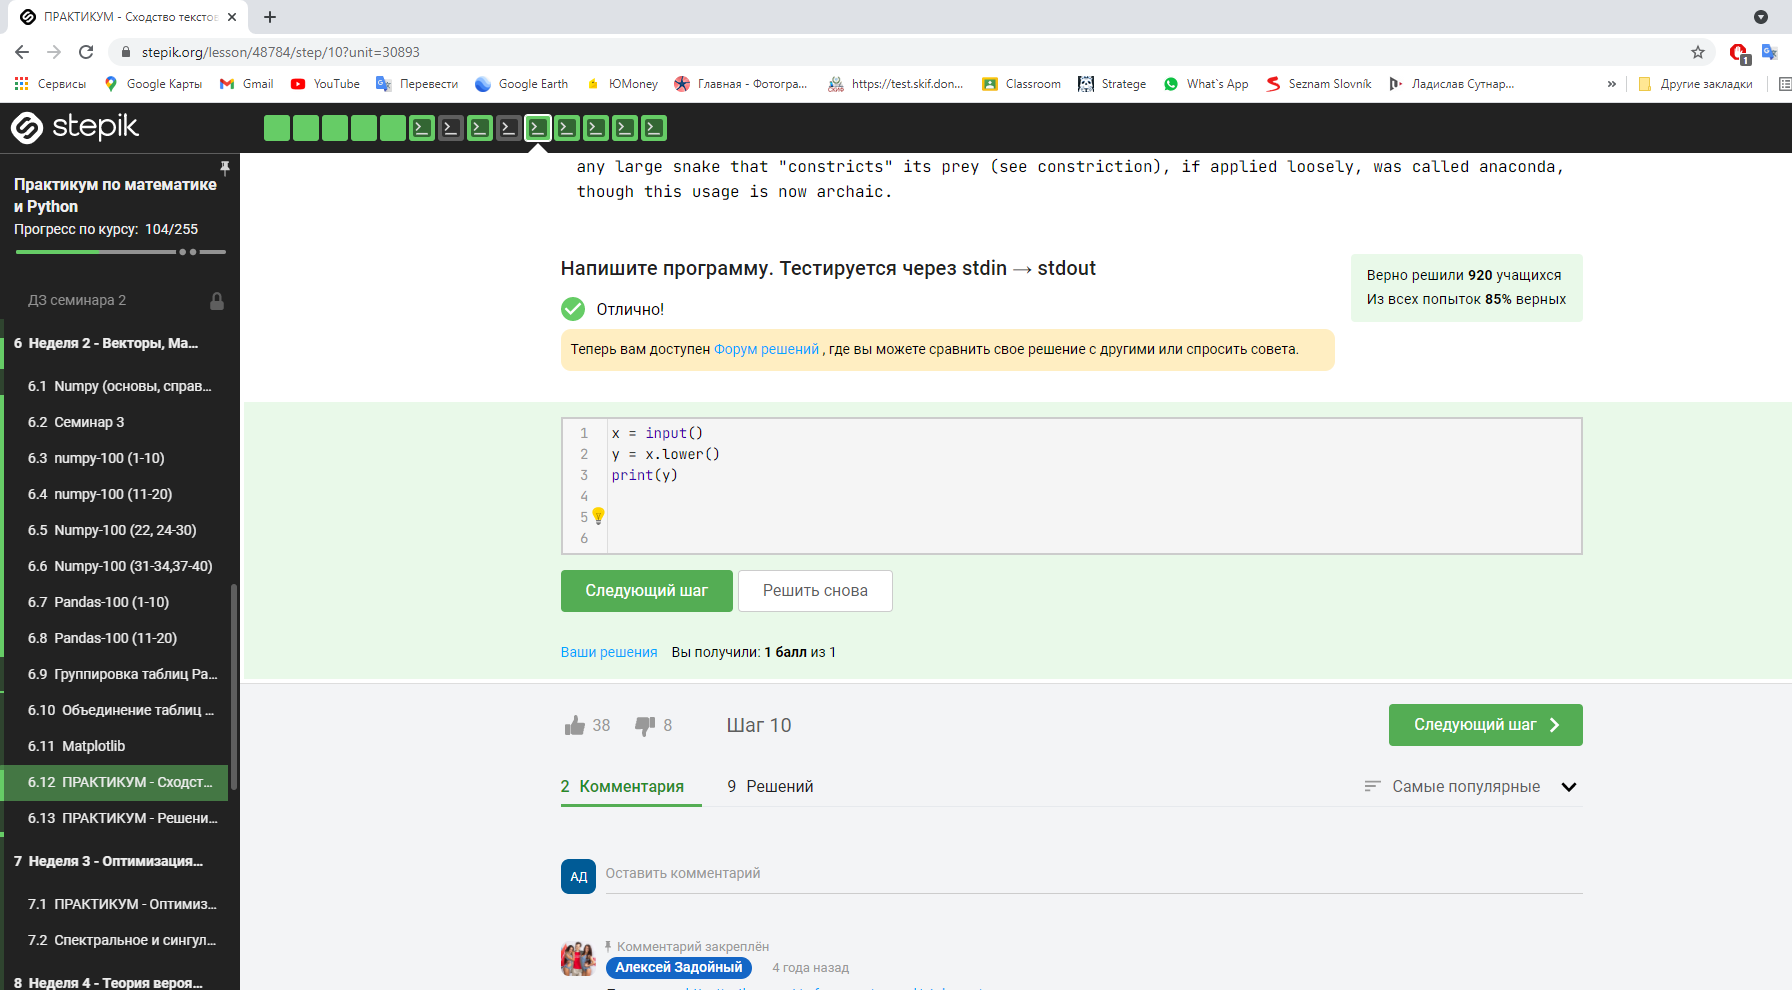 ПРАКТИКУМ - Сходство текстов
stepik.org/lesson/48784/step/10?unit=30893
1
Сервисы
Google Карты
Gmail
YouTube
Перевести
Google Earth
ЮMoney
Главная - Фотогра...
https://test.skif.don...
Classroom
Stratege
What`s App
Seznam Slovník
Ладислав Сутнар...
»
Другие закладки
stepik
Практикум по математике
и Python
Прогресс по курсу: 104/255
ДЗ семинара 2
6 Неделя 2 - Векторы, Ма...
6.1 Numpy (основы, справ...
6.2 Семинар 3
6.3 numpy-100 (1-10)
6.4 numpy-100 (11-20)
6.5 Numpy-100 (22, 24-30)
6.6 Numpy-100 (31-34,37-40)
6.7 Pandas-100 (1-10)
6.8 Pandas-100 (11-20)
6.9 Группировка таблиц Pa...
6.10 Объединение таблиц ...
6.11 Matplotlib
6.12 ПРАКТИКУМ - Сходст...
6.13 ПРАКТИКУМ - Решени...
7 Неделя 3 - Оптимизация...
7.1 ПРАКТИКУМ - Оптимиз...
7.2 Спектральное и сингул...
8 Неделя 4 - Теория вероя...
any large snake that "constricts" its prey (see constriction), if applied loosely, was called anaconda,
though this usage is now archaic.
Напишите программу. Тестируется через stdin → stdout
Верно решили 920 учащихся
Из всех попыток 85% верных
Отлично!
Теперь вам доступен Форум решений , где вы можете сравнить свое решение с другими или спросить совета.
1 x = input()
2 y = x.lower()
3 print(y)
4
5
6
Следующий шаг
Решить снова
Ваши решения Вы получили: 1 балл из 1
38
8
Шаг 10
Следующий шаг
2 Комментария
9 Решений
Самые популярные
АД
Оставить комментарий
Комментарий закреплён
Алексей Задойный
4 года назад